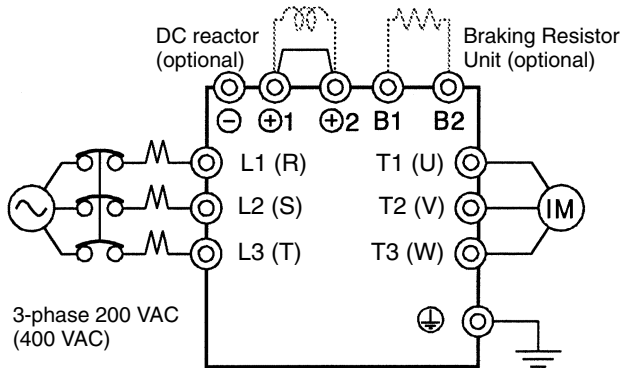 DC reactor
(optional)
Braking Resistor
Unit (optional)
⊖ ⊕1 ⊕2 B1 B2
L1 (R) T1 (U)
L2 (S) T2 (V) IM
L3 (T) T3 (W)
3-phase 200 VAC
(400 VAC)